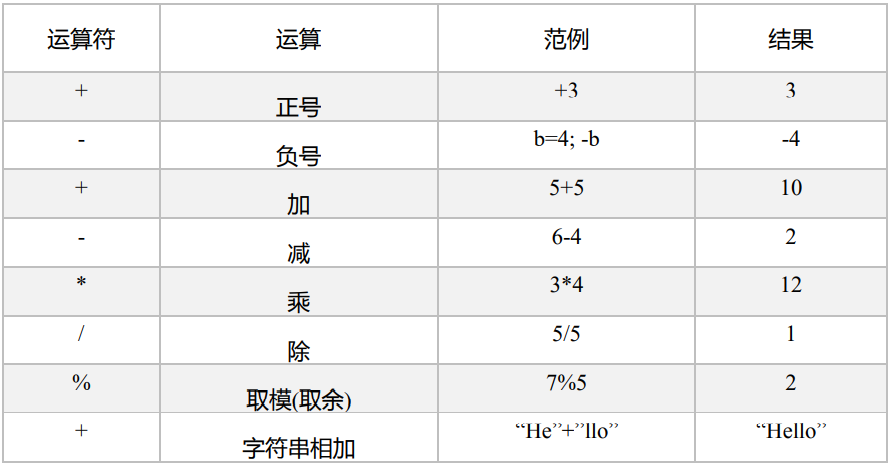 运算符 运算 范例 结果
+ 正号 +3 3
- 负号 b=4; -b -4
+ 加 5+5 10
- 减 6-4 2
* 乘 3*4 12
/ 除 5/5 1
% 取模(取余) 7%5 2
+ 字符串相加 “He”+”llo” “Hello”